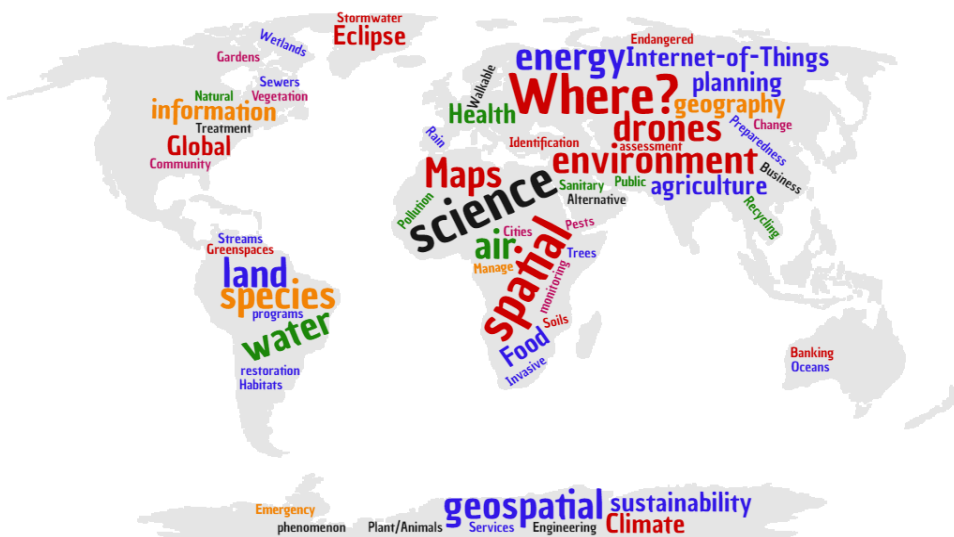 Stormwater
Eclipse
Wetlands
Gardens
Sewers
Natural
Vegetation
information
Treatment
Global
Community
Endangered
energy
Internet-of-Things
Walkable
planning
Where?
geography
Health
drones
Preparedness
Change
Rain
Identification
assessment
environment
Business
Maps
science
Sanitary
Public
agriculture
Alternative
Pollution
Recycling
Cities
Pests
air
spatial
Trees
Manage
monitoring
Soils
Food
Invasive
Streams
Greenspaces
land
species
programs
water
restoration
Habitats
Banking
Oceans
geospatial
sustainability
Emergency
phenomenon
Plant/Animals
Services
Engineering
Climate